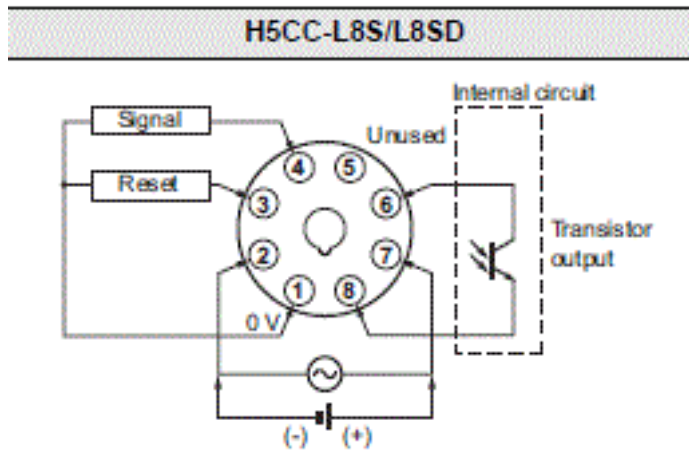 H5CC-L8S/L8SD
Internal circuit
Signal
Unused
4
5
Reset
3
6
Transistor
output
2
7
1
8
0 V
(-) (+)